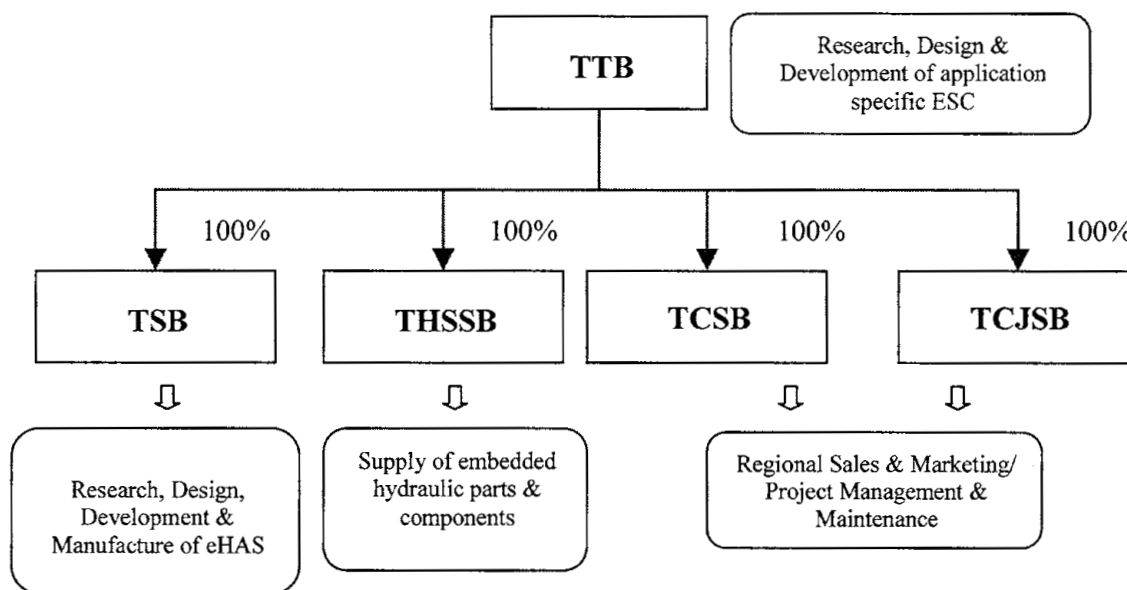 TTB
Research, Design &
Development of application
specific ESC
100%
100%
100%
100%
TSB
THSSB
TCSB
TCJSB
Research, Design,
Development &
Manufacture of eHAS
Supply of embedded
hydraulic parts &
components
Regional Sales & Marketing/
Project Management &
Maintenance